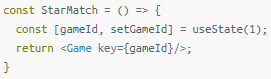 const StarMatch = () => {
  const [gameId, setGameId] = useState(1);
  return <Game key={gameId}/>;
}